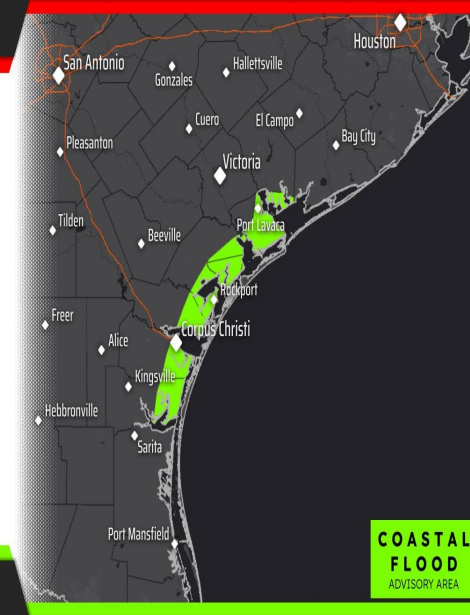 Houston
San Antonio
Hallettsville
Gonzales
El Campo
Cuero
Bay City
Pleasanton
Victoria
Tilden
Port Lavaca
Beeville
Rockport
Freer
Corpus Christi
Alice
Kingsville
Hebbronville
Sarita
Port Mansfield
COASTAL
FLOOD
ADVISORY AREA